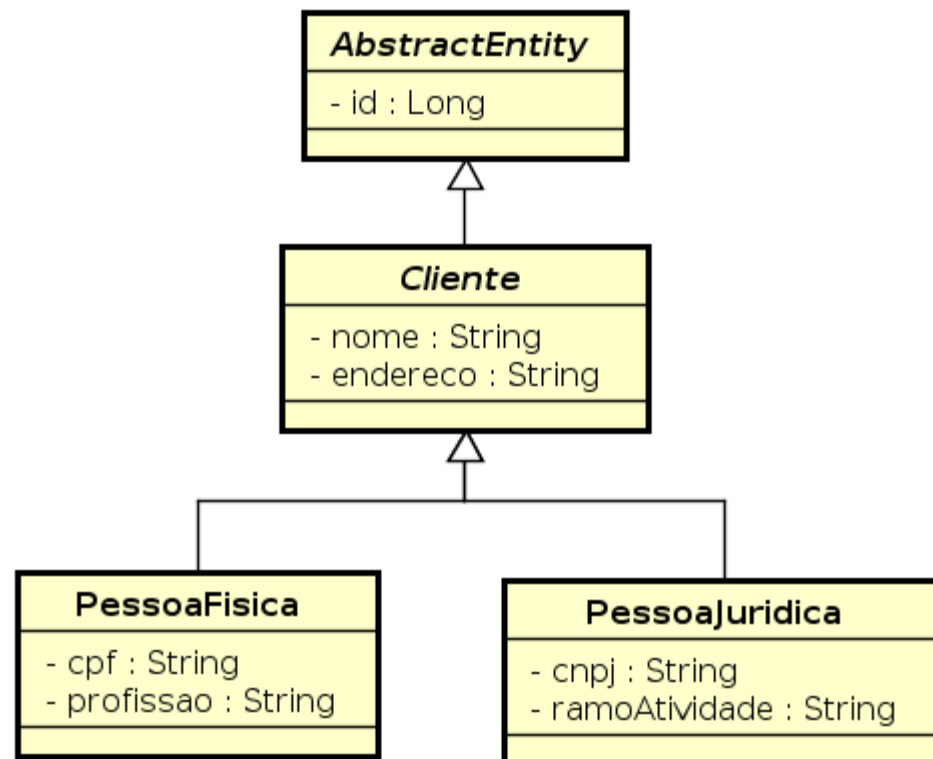 AbstractEntity
- id : Long
Cliente
- nome : String
- endereco : String
PessoaFisica
- cpf : String
- profissao : String
PessoaJuridica
- cnpj : String
- ramoAtividade : String